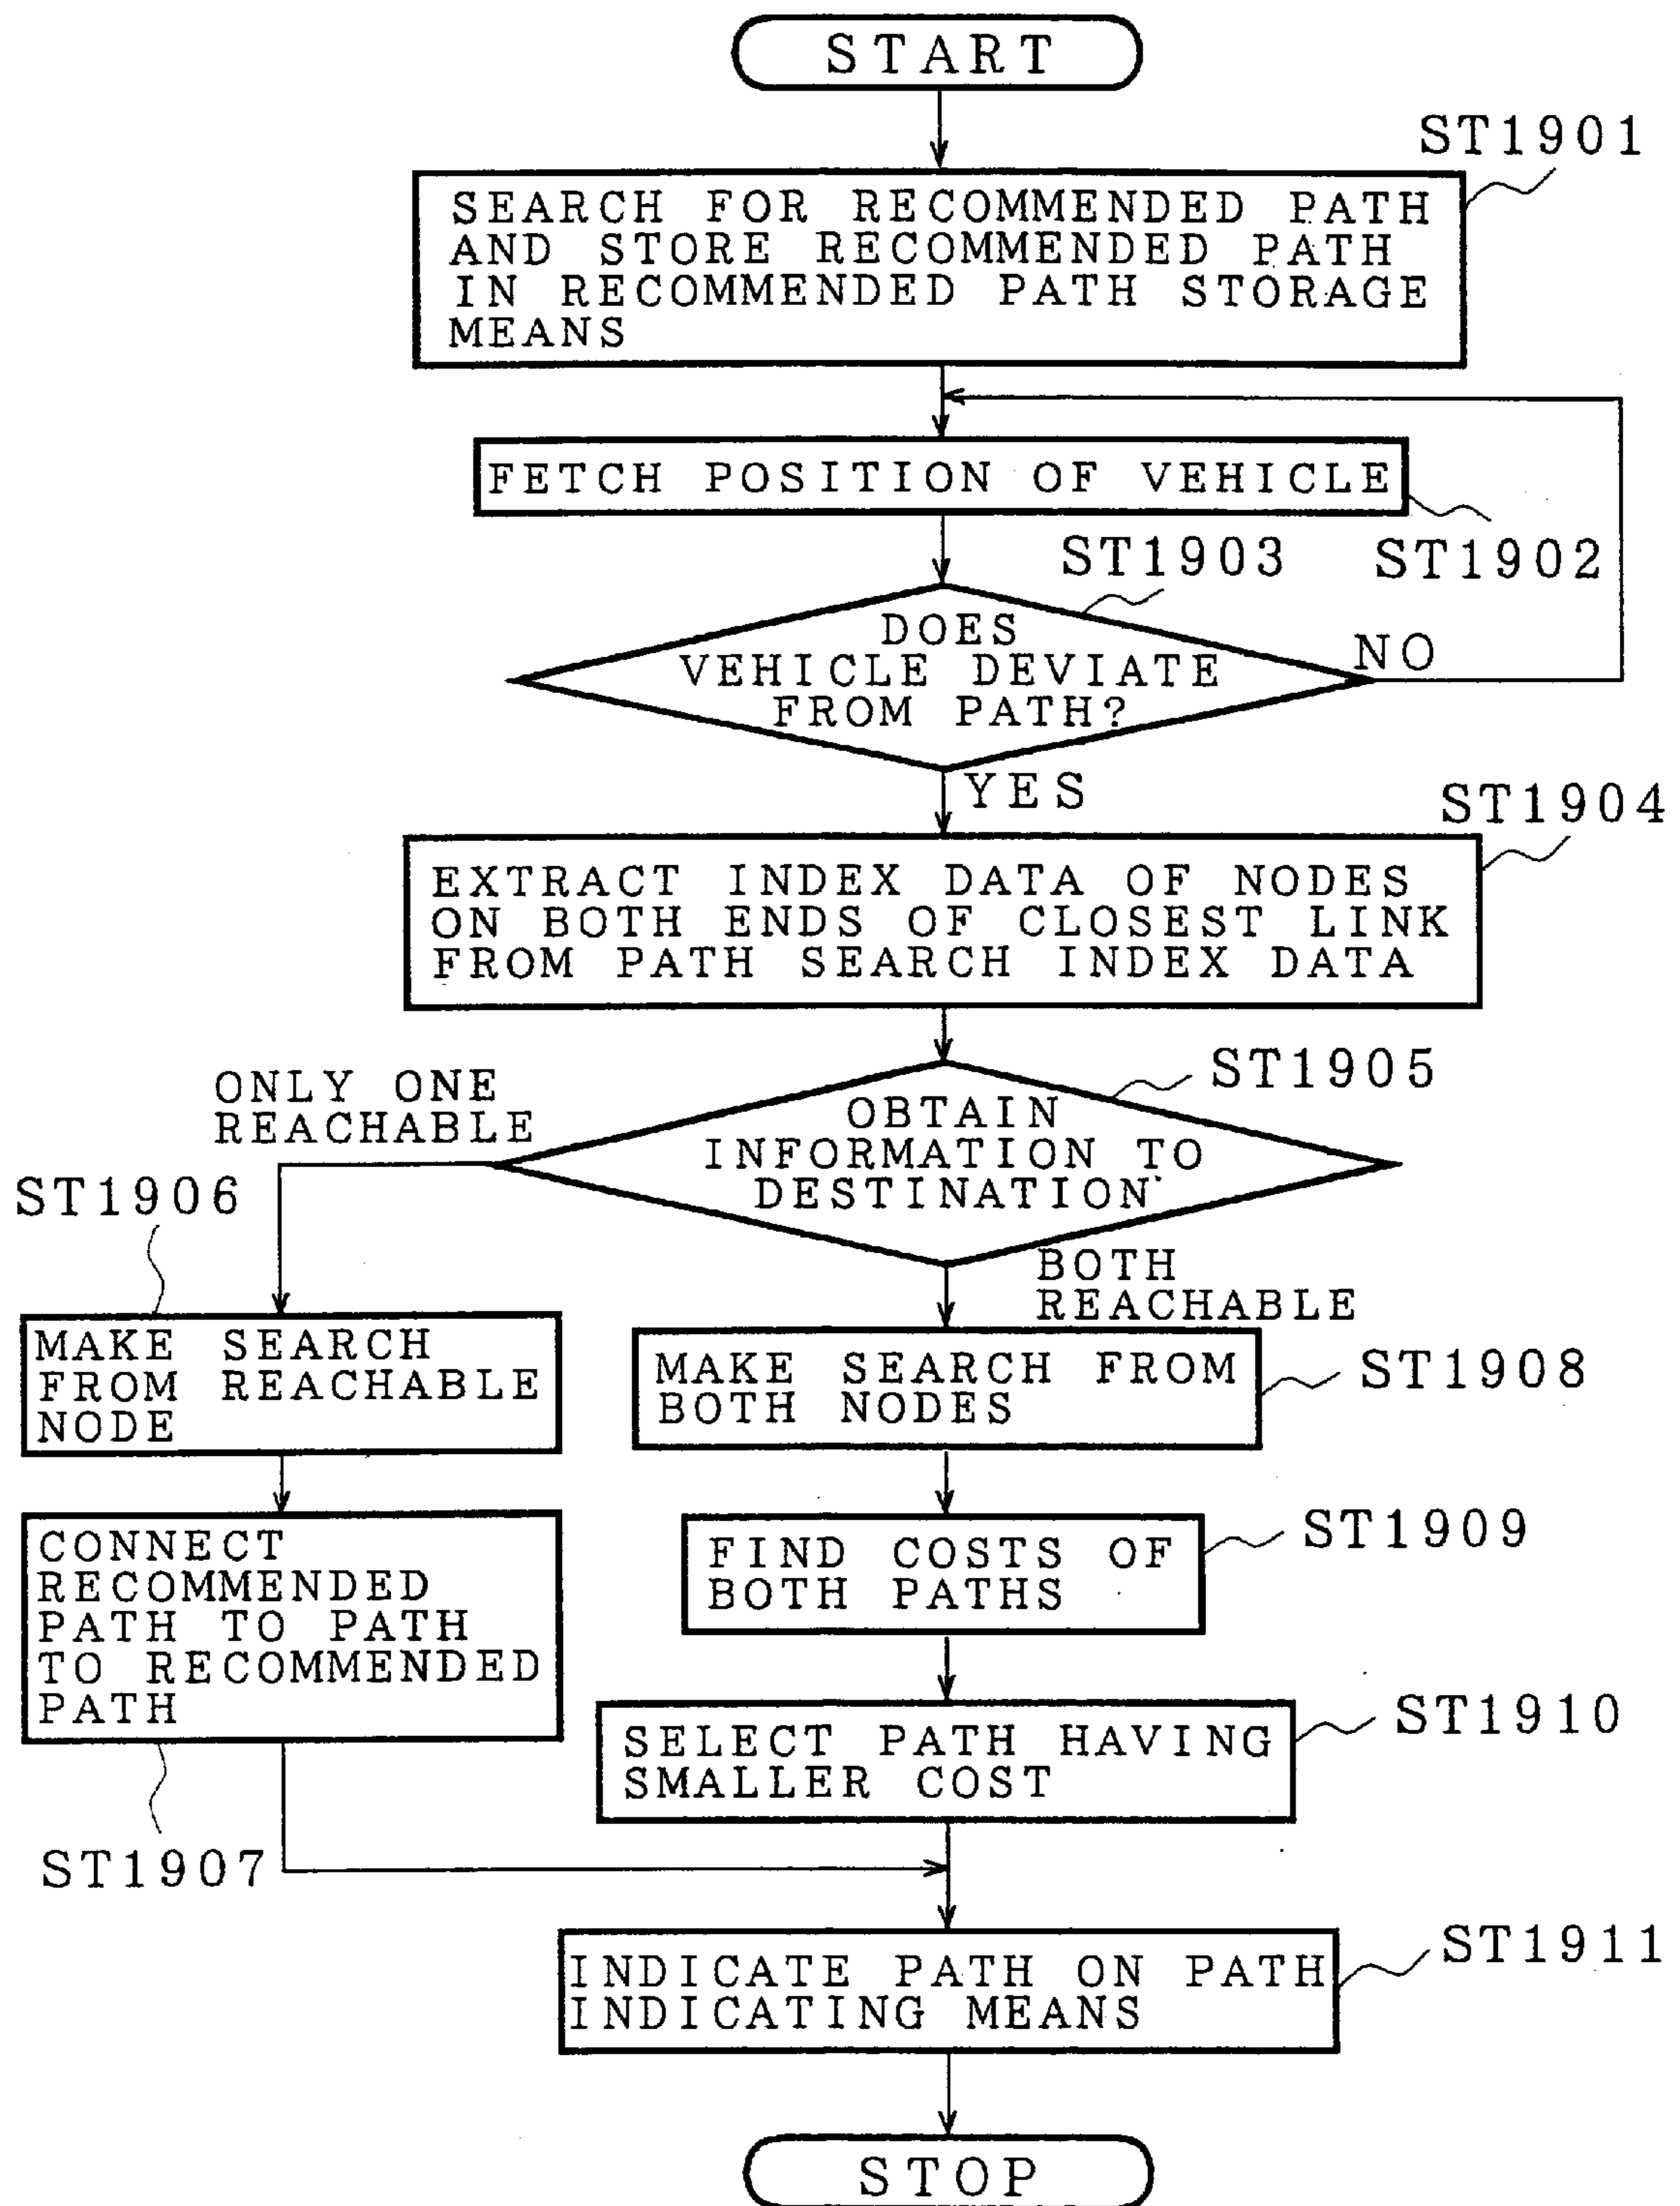 START
ST1901
SEARCH FOR RECOMMENDED PATH
AND STORE RECOMMENDED PATH
IN RECOMMENDED PATH STORAGE
MEANS
FETCH POSITION OF VEHICLE
ST1902
ST1903
DOES
VEHICLE DEVIATE
FROM PATH?
NO
YES
ST1904
EXTRACT INDEX DATA OF NODES
ON BOTH ENDS OF CLOSEST LINK
FROM PATH SEARCH INDEX DATA
ST1905
OBTAIN
INFORMATION TO
DESTINATION
ONLY ONE
REACHABLE
BOTH
REACHABLE
ST1906
MAKE SEARCH
FROM REACHABLE
NODE
CONNECT
RECOMMENDED
PATH TO PATH
TO RECOMMENDED
PATH
ST1907
MAKE SEARCH FROM
BOTH NODES
ST1908
FIND COSTS OF
BOTH PATHS
ST1909
SELECT PATH HAVING
SMALLER COST
ST1910
INDICATE PATH ON PATH
INDICATING MEANS
ST1911
STOP